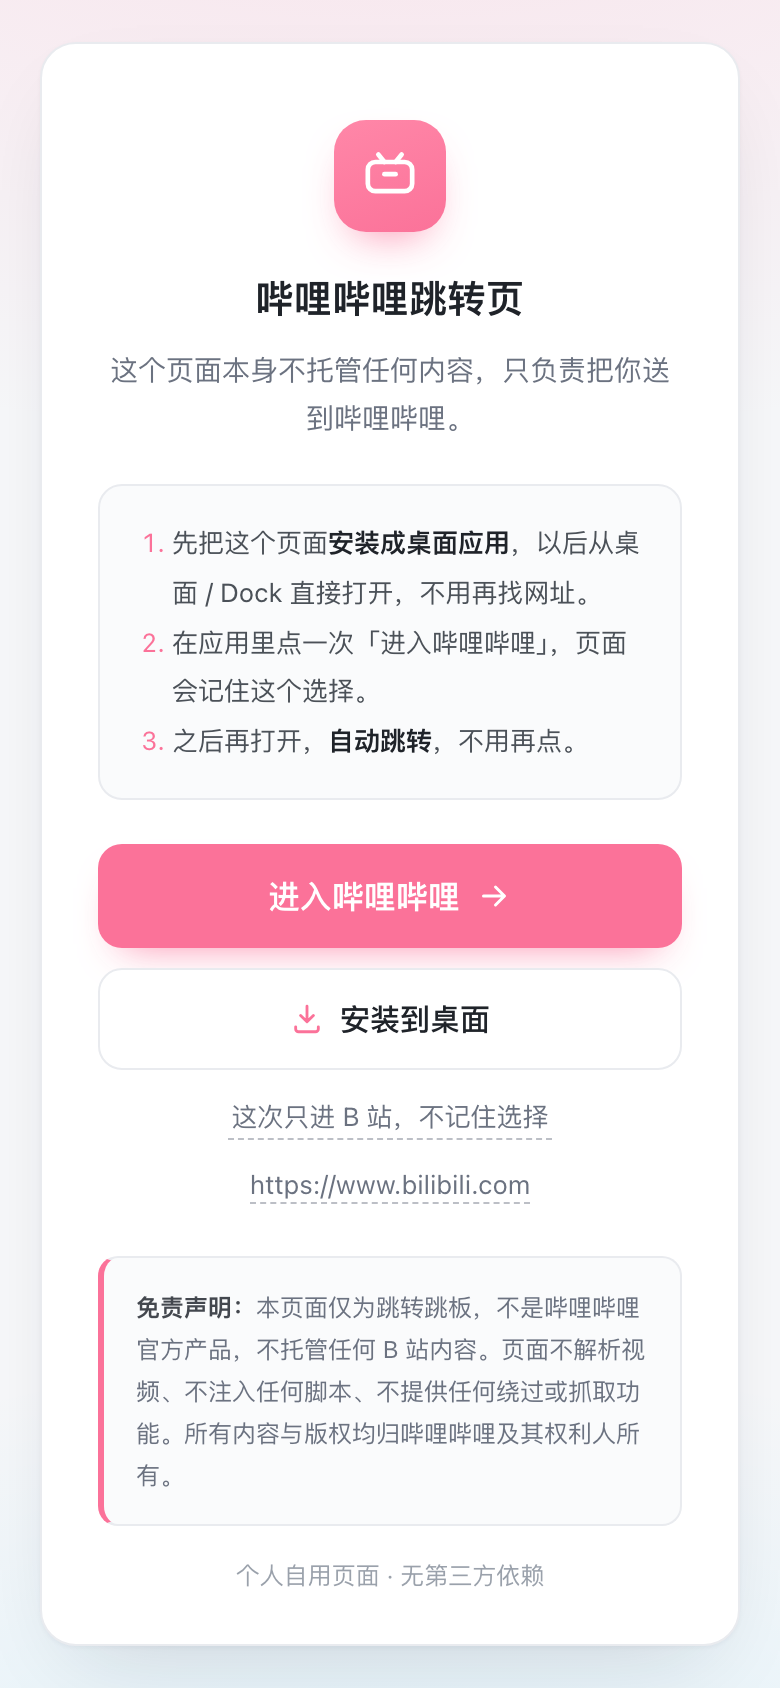 哔哩哔哩跳转页
这个页面本身不托管任何内容，只负责把你送
到哔哩哔哩。
1. 先把这个页面安装成桌面应用，以后从桌
面 / Dock 直接打开，不用再找网址。
2. 在应用里点一次「进入哔哩哔哩」，页面
会记住这个选择。
3. 之后再打开，自动跳转，不用再点。
进入哔哩哔哩 →
安装到桌面
这次只进 B 站，不记住选择
https://www.bilibili.com
免责声明：本页面仅为跳转跳板，不是哔哩哔哩
官方产品，不托管任何 B 站内容。页面不解析视
频、不注入任何脚本、不提供任何绕过或抓取功
能。所有内容与版权均归哔哩哔哩及其权利人所
有。
个人自用页面 · 无第三方依赖